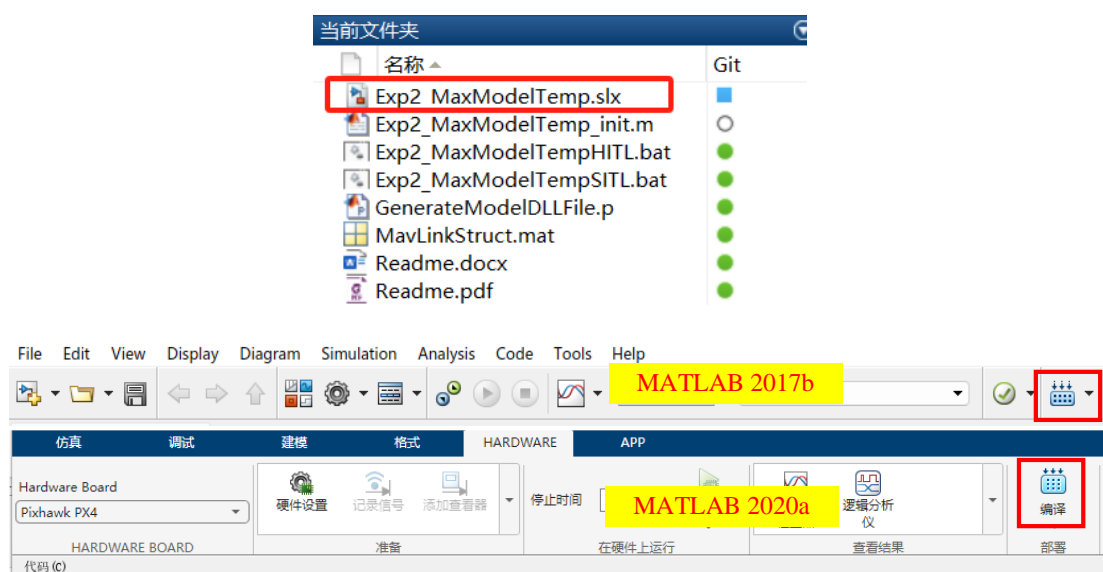 当前文件夹
名称 Git
Exp2_MaxModelTemp.slx
Exp2_MaxModelTemp_init.m
Exp2_MaxModelTempHITL.bat
Exp2_MaxModelTempSITL.bat
GenerateModelDLLFile.p
MavLinkStruct.mat
Readme.docx
Readme.pdf
File Edit View Display Diagram Simulation Analysis Code Tools Help
MATLAB 2017b
仿真 调试 建模 格式 HARDWARE APP
Hardware Board
Pixhawk PX4
硬件设置 记录信号 添加查看器
停止时间
MATLAB 2020a
逻辑分析
仪
编译
HARDWARE BOARD 准备 在硬件上运行 查看结果 部署
代码 (C)